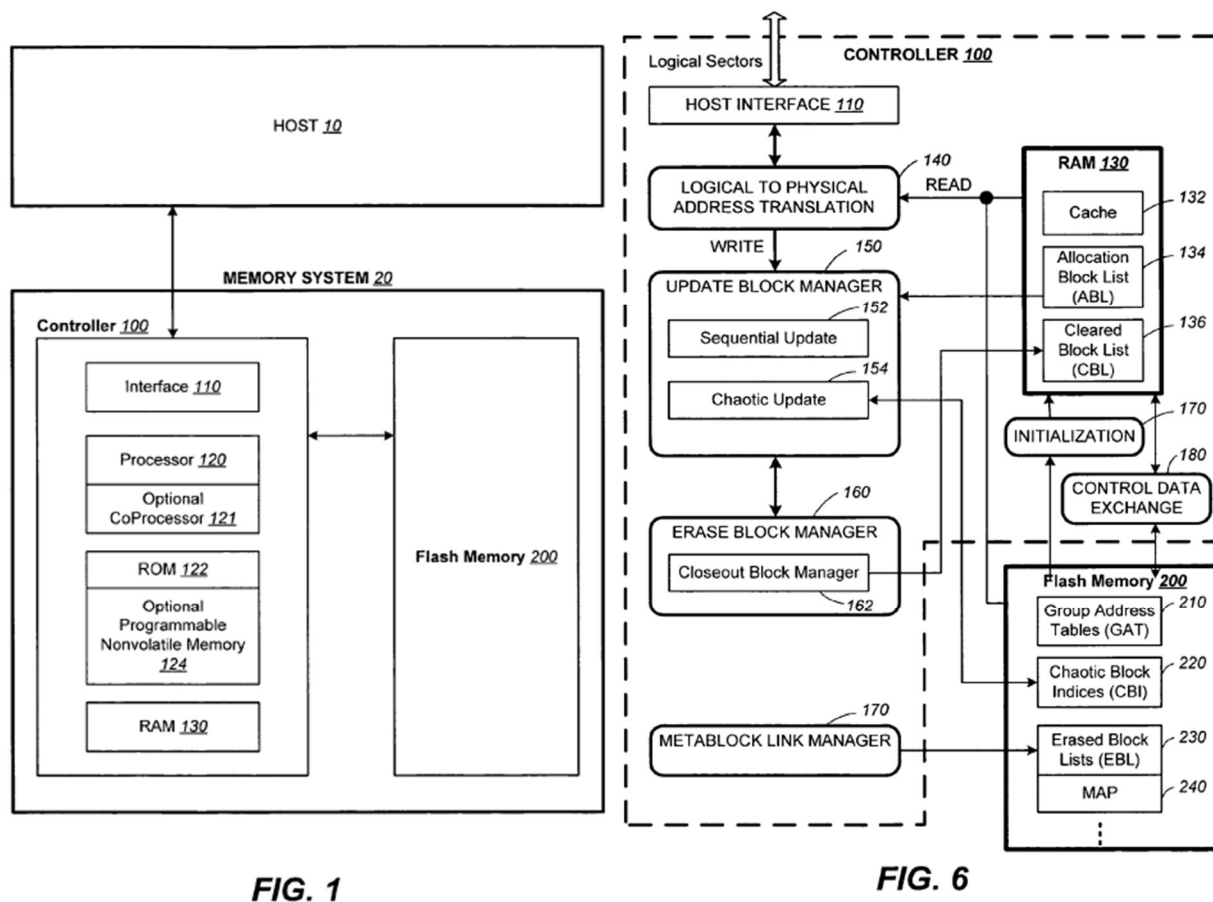 HOST 10
MEMORY SYSTEM 20
Controller 100
Interface 110
Processor 120
Optional
CoProcessor 121
ROM 122
Optional
Programmable
Nonvolatile Memory
124
RAM 130
Flash Memory 200
FIG. 1
Logical Sectors
CONTROLLER 100
HOST INTERFACE 110
140
LOGICAL TO PHYSICAL
ADDRESS TRANSLATION
READ
WRITE
150
UPDATE BLOCK MANAGER
152
Sequential Update
154
Chaotic Update
160
ERASE BLOCK MANAGER
Closeout Block Manager
162
170
METABLOCK LINK MANAGER
RAM 130
Cache
132
Allocation
Block List
(ABL)
134
Cleared
Block List
(CBL)
136
170
INITIALIZATION
180
CONTROL DATA
EXCHANGE
Flash Memory 200
Group Address
Tables (GAT)
210
Chaotic Block
Indices (CBI)
220
Erased Block
Lists (EBL)
230
MAP
240
FIG. 6